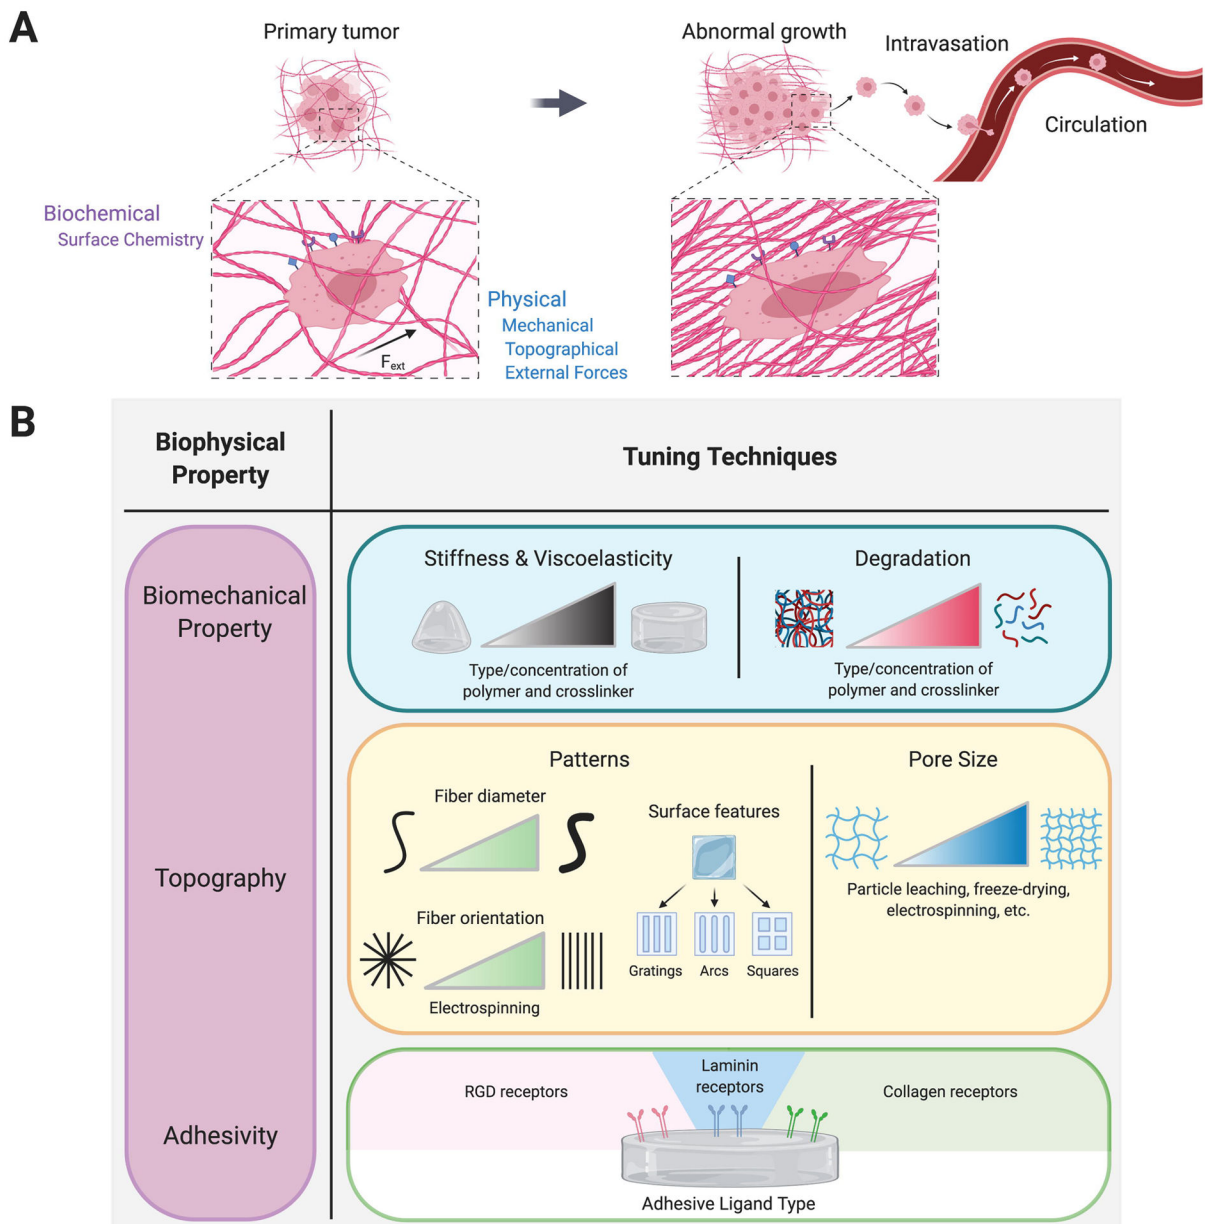 A
Primary tumor
Abnormal growth
Intravasation
Circulation
Biochemical
Surface Chemistry
Physical
Mechanical
Topographical
External Forces
Fext
B
Biophysical
Property
Tuning Techniques
Biomechanical
Property
Stiffness & Viscoelasticity
Type/concentration of
polymer and crosslinker
Degradation
Type/concentration of
polymer and crosslinker
Topography
Patterns
Fiber diameter
Fiber orientation
Electrospinning
Surface features
Gratings
Arcs
Squares
Pore Size
Particle leaching, freeze-drying,
electrospinning, etc.
Adhesivity
RGD receptors
Laminin
receptors
Collagen receptors
Adhesive Ligand Type